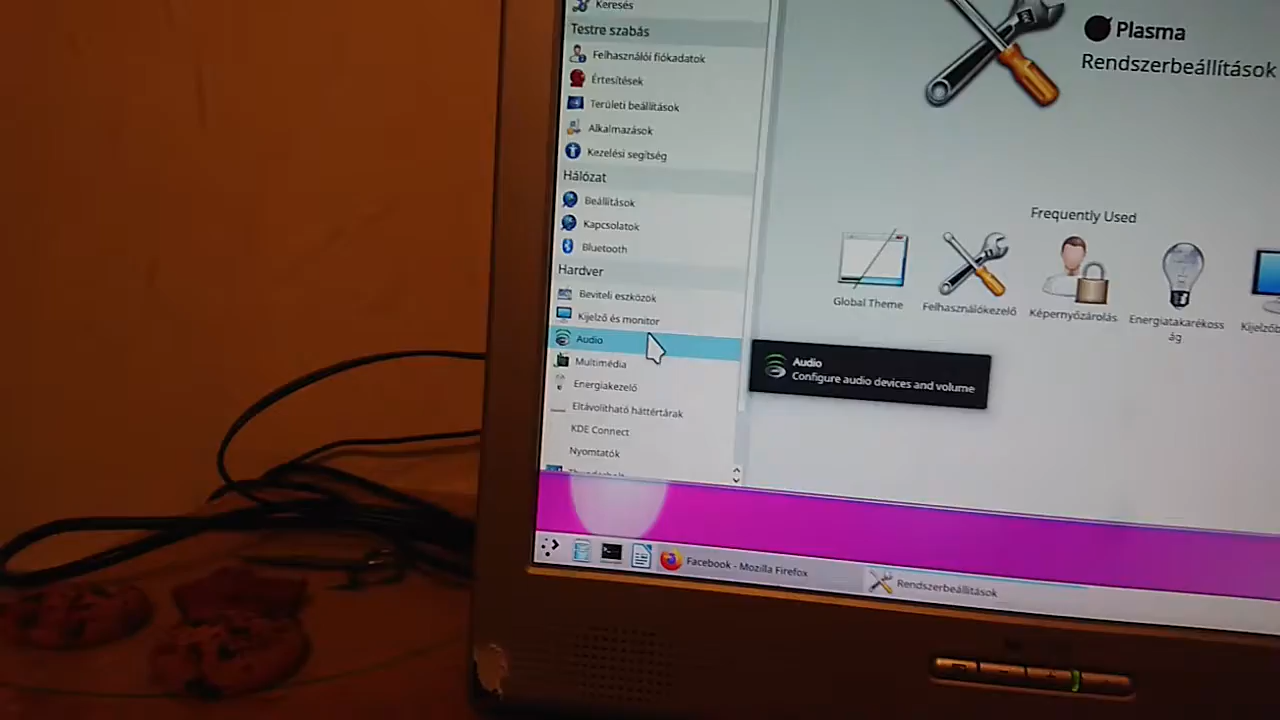 Keresés
Testre szabás
Felhasználói fiókadatok
Értesítések
Területi beállítások
Alkalmazások
Kezelési segítség
Hálózat
Beállítások
Kapcsolatok
Bluetooth
Hardver
Beviteli eszközök
Kijelző és monitor
Audio
Multimédia
Energiakezelő
Eltávolítható háttértárak
KDE Connect
Nyomtatók
Plasma
Rendszerbeállítások
Frequently Used
Global Theme
Felhasználókezelő
Képernyőzárolás
Energiatakarékoss
ág
Audio
Configure audio devices and volume
Facebook - Mozilla Firefox
Rendszerbeállítások